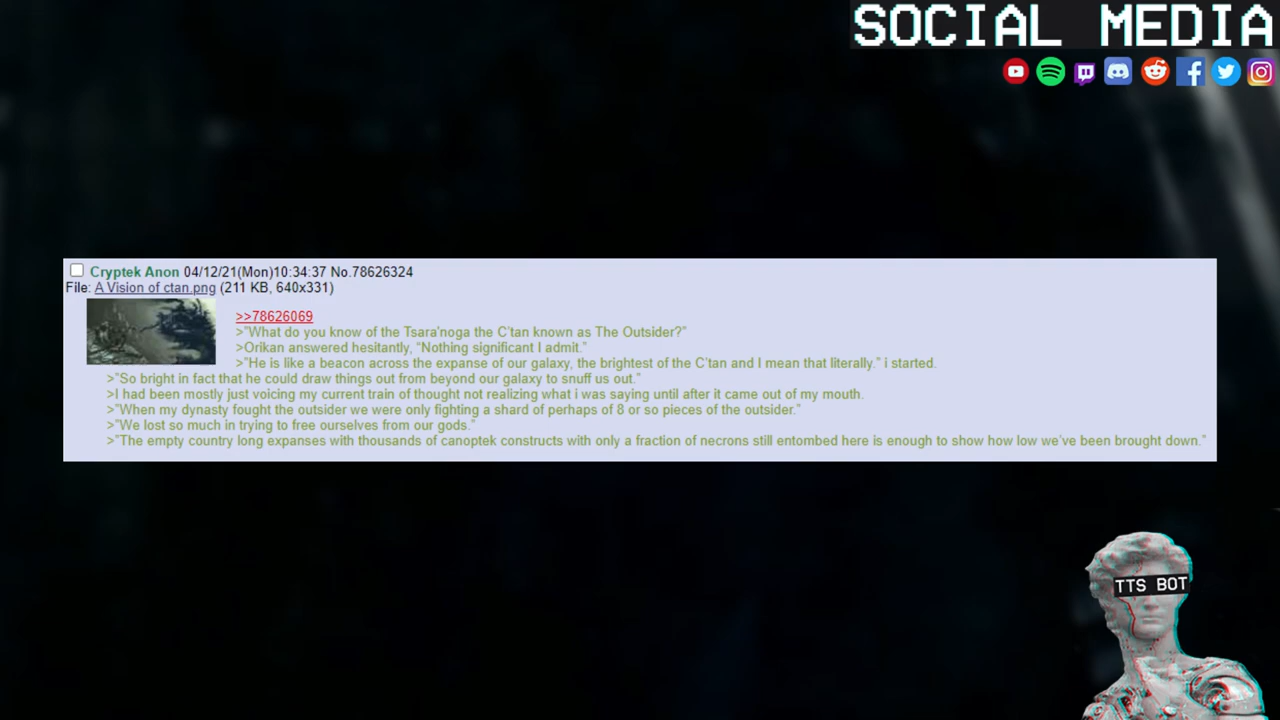 SOCIAL MEDIA
Cryptek Anon 04/12/21(Mon)10:34:37 No.78626324
File: A Vision of ctan.png (211 KB, 640x331)
>>78626069
>"What do you know of the Tsara'noga the C'tan known as The Outsider?"
>Orikan answered hesitantly, "Nothing significant I admit."
>"He is like a beacon across the expanse of our galaxy, the brightest of the C'tan and I mean that literally." i started.
>"So bright in fact that he could draw things out from beyond our galaxy to snuff us out."
>I had been mostly just voicing my current train of thought not realizing what i was saying until after it came out of my mouth.
>"When my dynasty fought the outsider we were only fighting a shard of perhaps of 8 or so pieces of the outsider."
>"We lost so much in trying to free ourselves from our gods."
>"The empty country long expanses with thousands of canoptek constructs with only a fraction of necrons still entombed here is enough to show how low we've been brought down."
TTS BOT